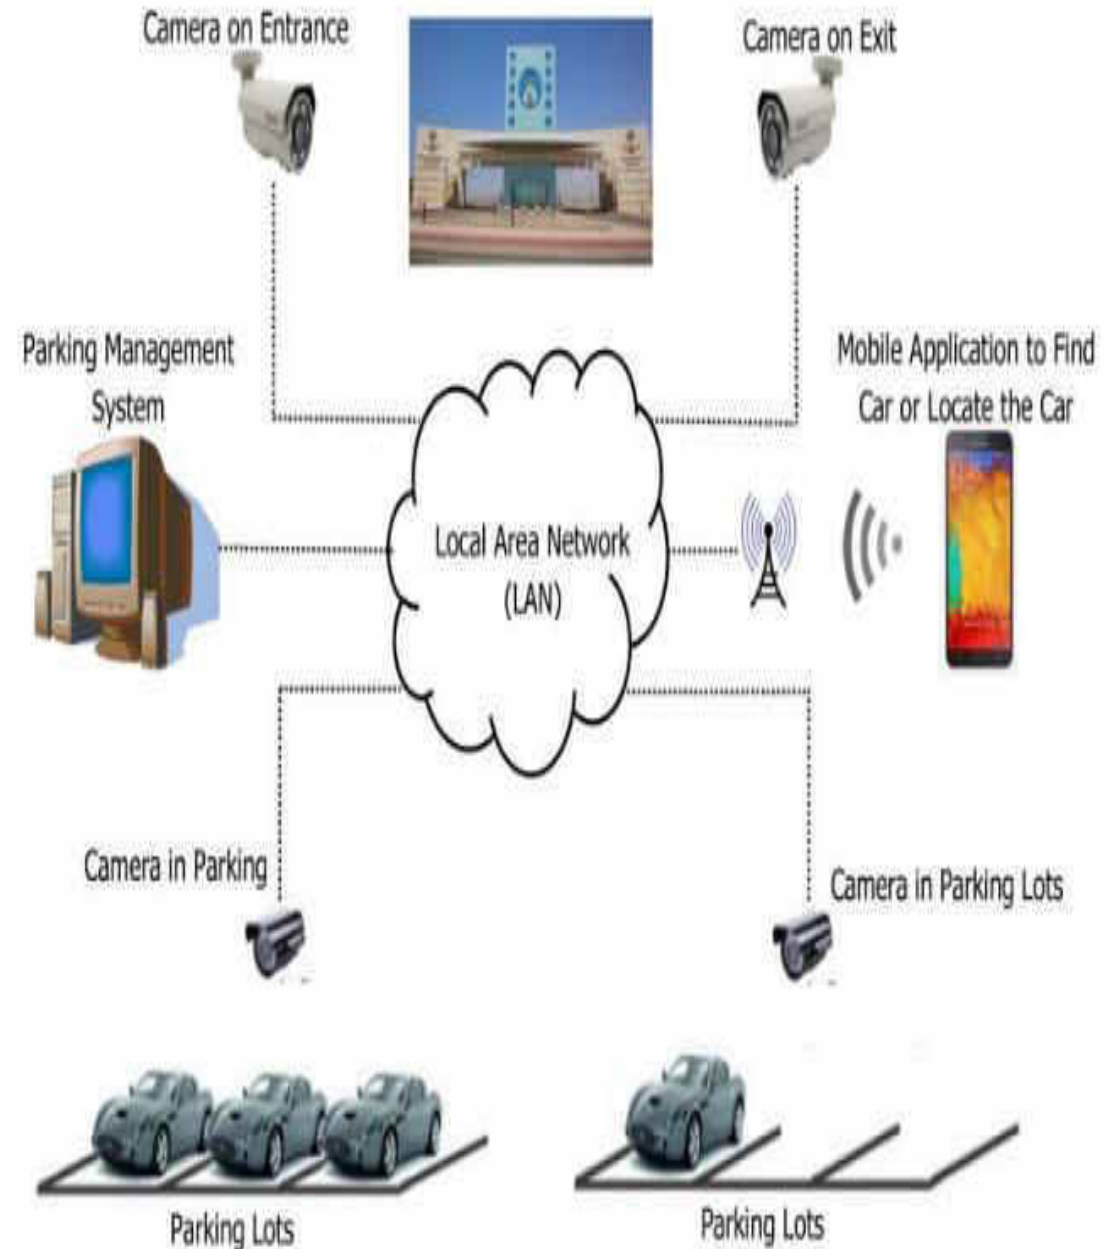 Camera on Entrance
Camera on Exit
Parking Management
System
Mobile Application to Find
Car or Locate the Car
Local Area Network
(LAN)
Camera in Parking
Camera in Parking Lots
Parking Lots
Parking Lots